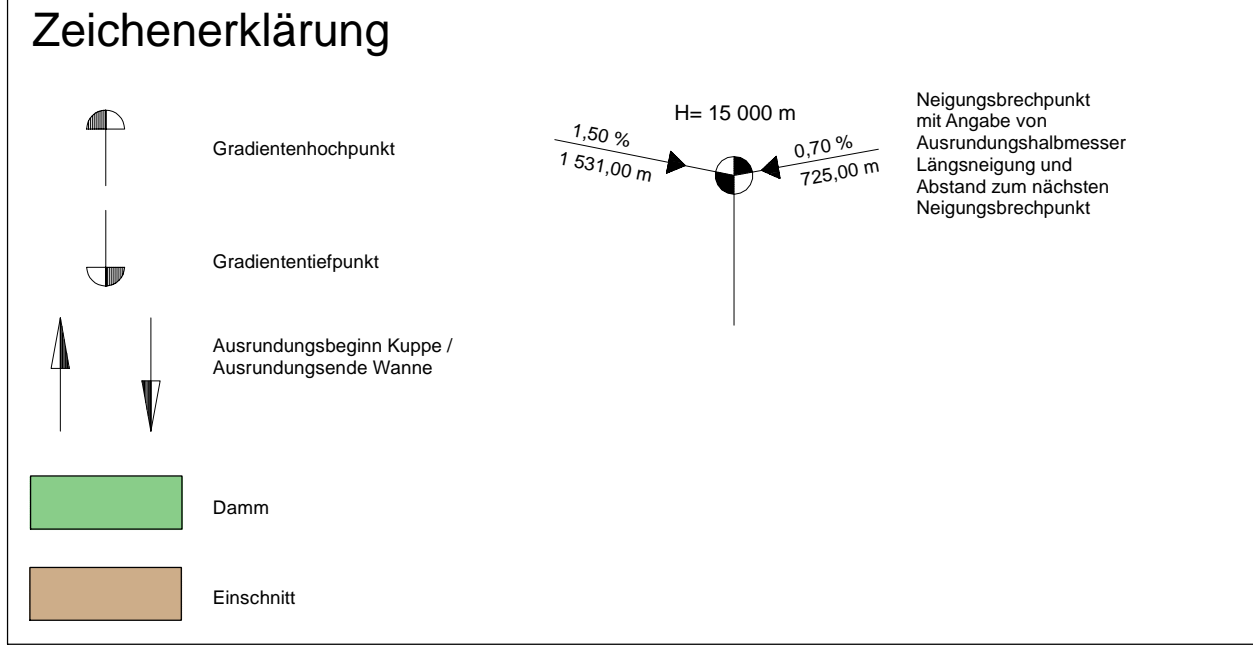 Zeichenerklärung
Gradientenhochpunkt
Gradiententiefpunkt
Ausrundungsbeginn Kuppe /
Ausrundungsende Wanne
Damm
Einschnitt
H= 15 000 m
1,50 %
1 531,00 m
0,70 %
725,00 m
Neigungsbrechpunkt
mit Angabe von
Ausrundungshalbmesser
Längsneigung und
Abstand zum nächsten
Neigungsbrechpunkt